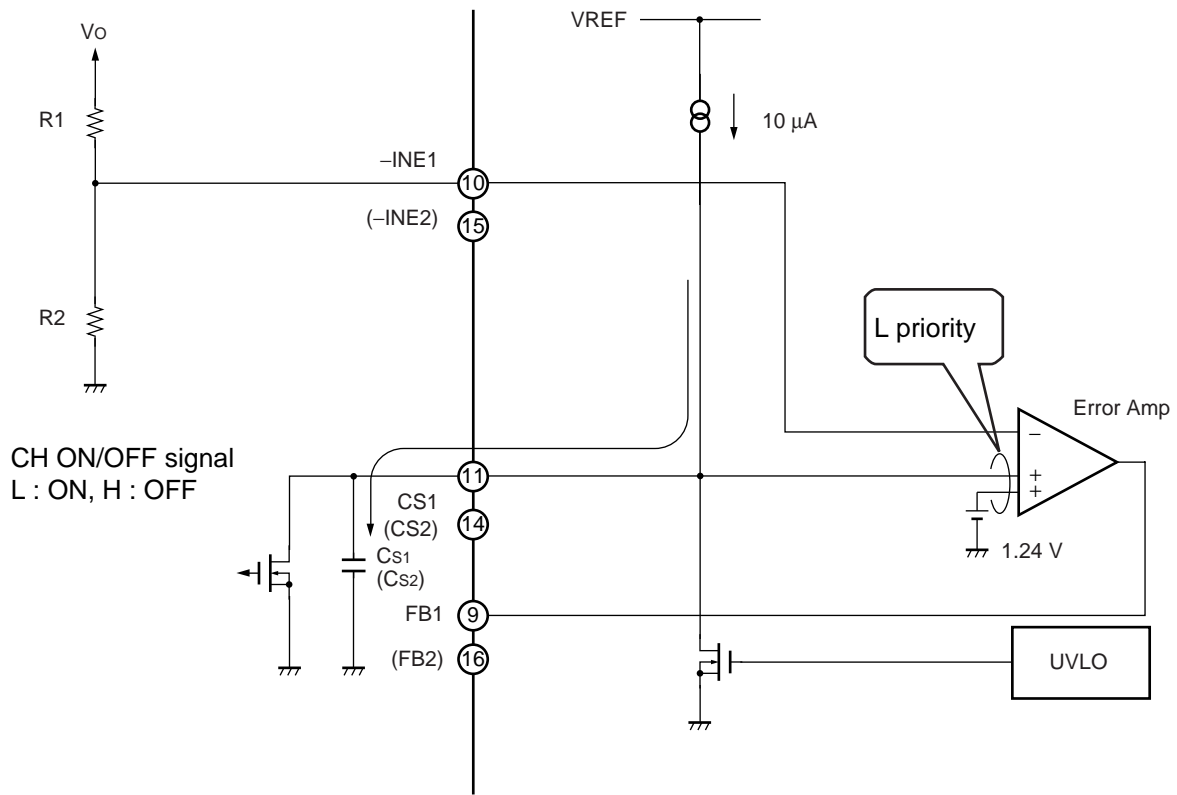 VREF
VO
R1
10 µA
–INE1
10
(–INE2)
15
R2
L priority
Error Amp
–
+
+
CH ON/OFF signal
L : ON, H : OFF
11
CS1
(CS2)
14
1.24 V
CS1
(CS2)
FB1
9
(FB2)
16
UVLO